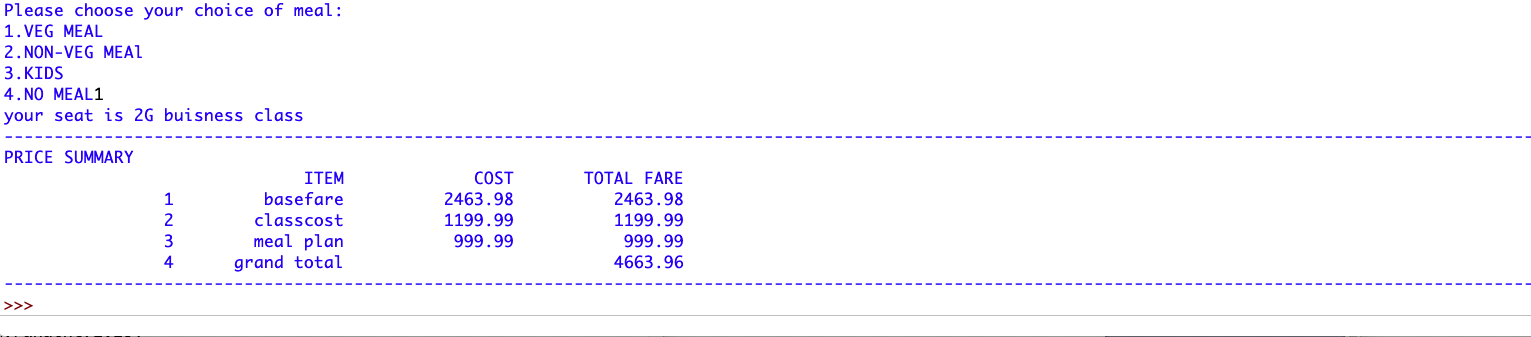 Please choose your choice of meal:
1.VEG MEAL
2.NON-VEG MEAl
3.KIDS
4.NO MEAL1
your seat is 2G buisness class
--------------------------------------------------------------------------------------------------------------------------------------------------------
PRICE SUMMARY
ITEM COST TOTAL FARE
1 basefare 2463.98 2463.98
2 classcost 1199.99 1199.99
3 meal plan 999.99 999.99
4 grand total 4663.96
--------------------------------------------------------------------------------------------------------------------------------------------------------
>>>